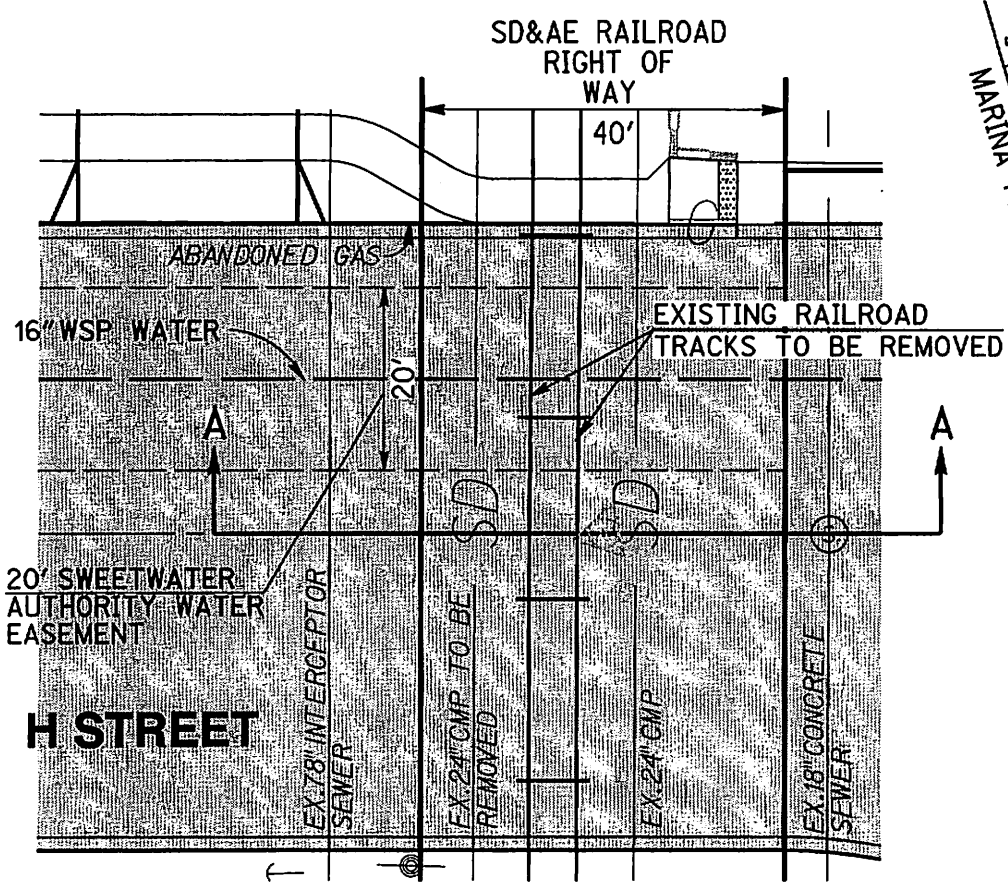 SD&AE RAILROAD
RIGHT OF
WAY
40'
MARINA
ABANDONED GAS
16" WSP WATER
20'
EXISTING RAILROAD
TRACKS TO BE REMOVED
A
A
SD
SD
20' SWEETWATER
AUTHORITY WATER
EASEMENT
H STREET
EX.78" INTERCEPTOR
SEWER
EX.24" CMP TO BE
REMOVED
EX.24" CMP
EX.18" CONCRETE
SEWER